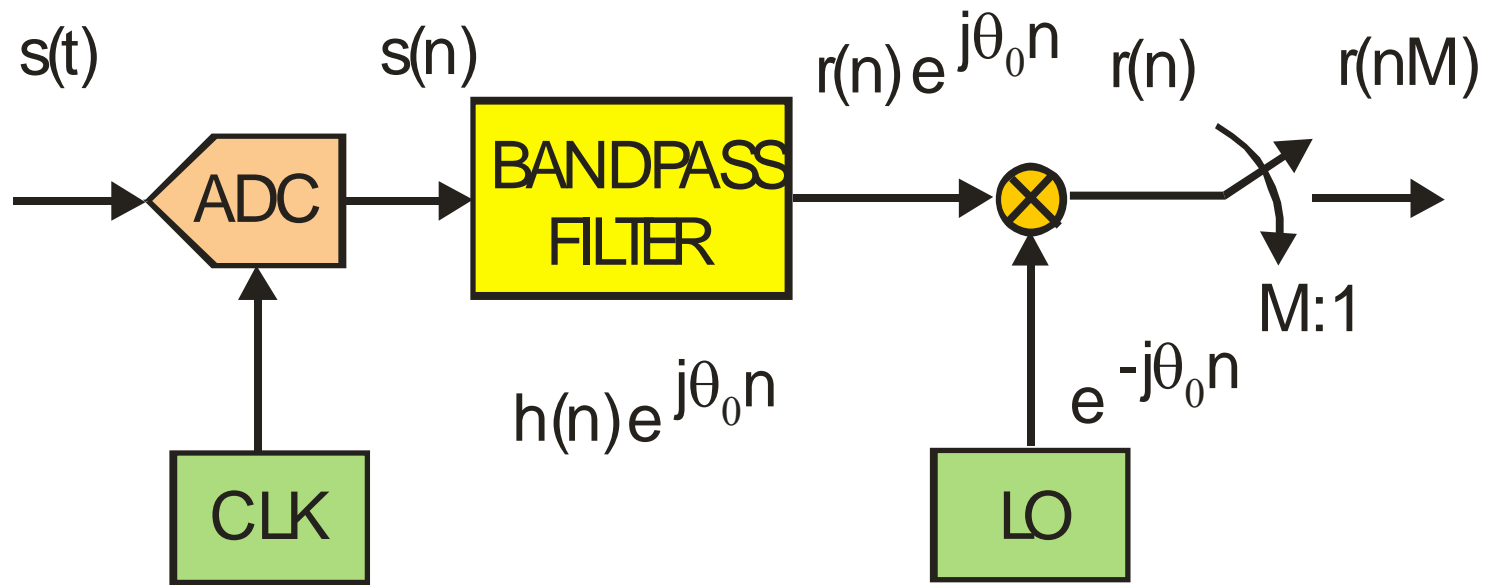 s(t)
s(n)
r(n) e^{jθ₀n}
r(n)
r(nM)
ADC
BANDPASS
FILTER
M:1
h(n) e^{jθ₀n}
e^{-jθ₀n}
CLK
LO